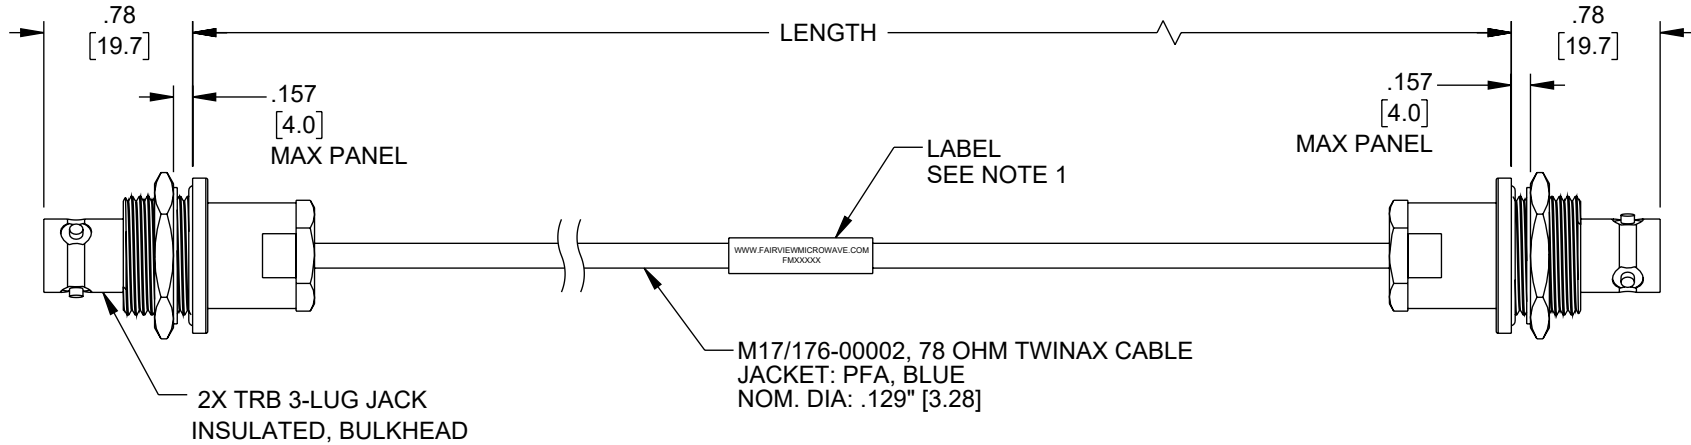 .78
[19.7]
LENGTH
.78
[19.7]
.157
[4.0]
MAX PANEL
.157
[4.0]
MAX PANEL
LABEL
SEE NOTE 1
WWW.FAIRVIEWMICROWAVE.COM
FMXXXXX
M17/176-00002, 78 OHM TWINAX CABLE
JACKET: PFA, BLUE
NOM. DIA: .129" [3.28]
2X TRB 3-LUG JACK
INSULATED, BULKHEAD